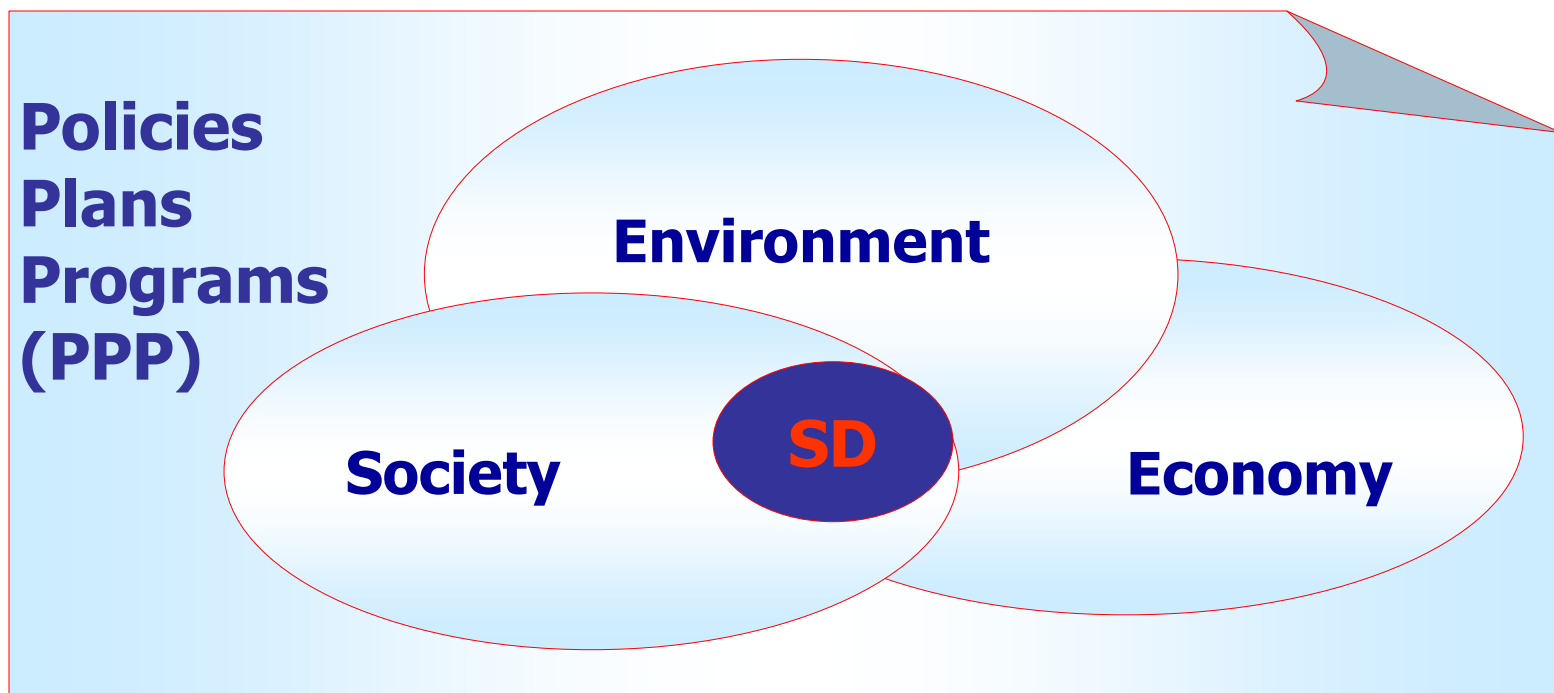 Policies
Plans
Programs
(PPP)
Environment
Society
SD
Economy